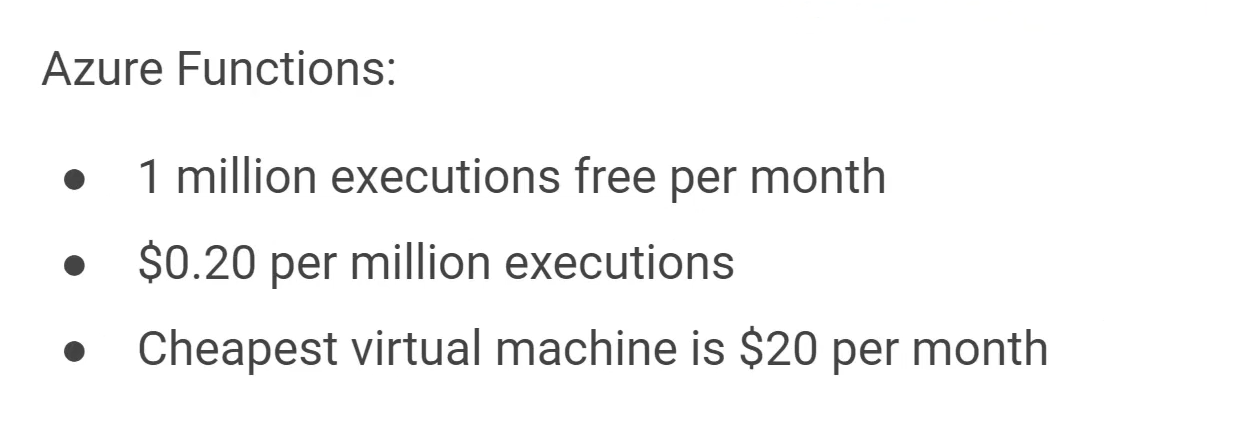 Azure Functions:
● 1 million executions free per month
● $0.20 per million executions
● Cheapest virtual machine is $20 per month